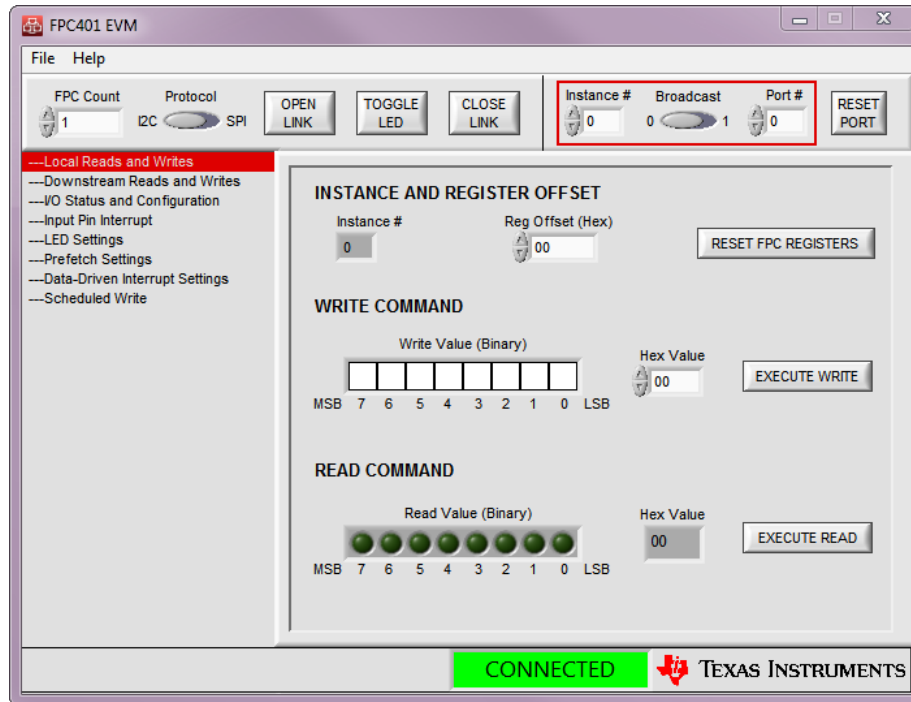 FPC401 EVM
File Help
FPC Count Protocol Instance # Broadcast Port #
1 I2C SPI OPEN LINK TOGGLE LED CLOSE LINK 0 0 1 0 RESET PORT
---Local Reads and Writes
---Downstream Reads and Writes
---I/O Status and Configuration
---Input Pin Interrupt
---LED Settings
---Prefetch Settings
---Data-Driven Interrupt Settings
---Scheduled Write
INSTANCE AND REGISTER OFFSET
Instance # Reg Offset (Hex)
0 00 RESET FPC REGISTERS
WRITE COMMAND
Write Value (Binary) Hex Value
00 EXECUTE WRITE
MSB 7 6 5 4 3 2 1 0 LSB
READ COMMAND
Read Value (Binary) Hex Value
00 EXECUTE READ
MSB 7 6 5 4 3 2 1 0 LSB
CONNECTED TEXAS INSTRUMENTS